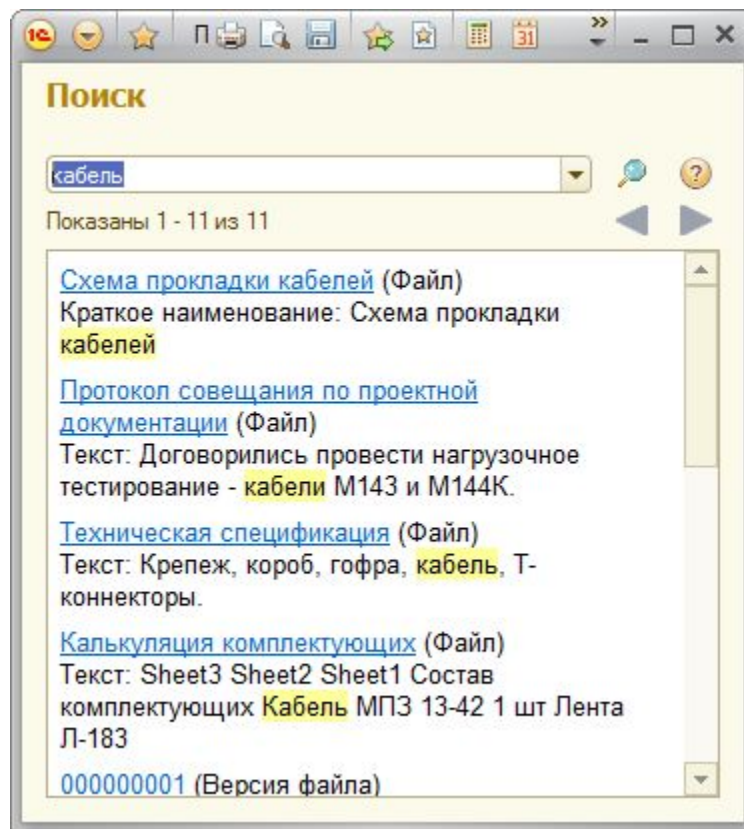 1С П 31
Поиск
кабель
Показаны 1 - 11 из 11
Схема прокладки кабелей (Файл)
Краткое наименование: Схема прокладки
кабелей
Протокол совещания по проектной
документации (Файл)
Текст: Договорились провести нагрузочное
тестирование - кабели М143 и М144К.
Техническая спецификация (Файл)
Текст: Крепеж, короб, гофра, кабель, Т-
коннекторы.
Калькуляция комплектующих (Файл)
Текст: Sheet3 Sheet2 Sheet1 Состав
комплектующих Кабель МПЗ 13-42 1 шт Лента
Л-183
000000001 (Версия файла)